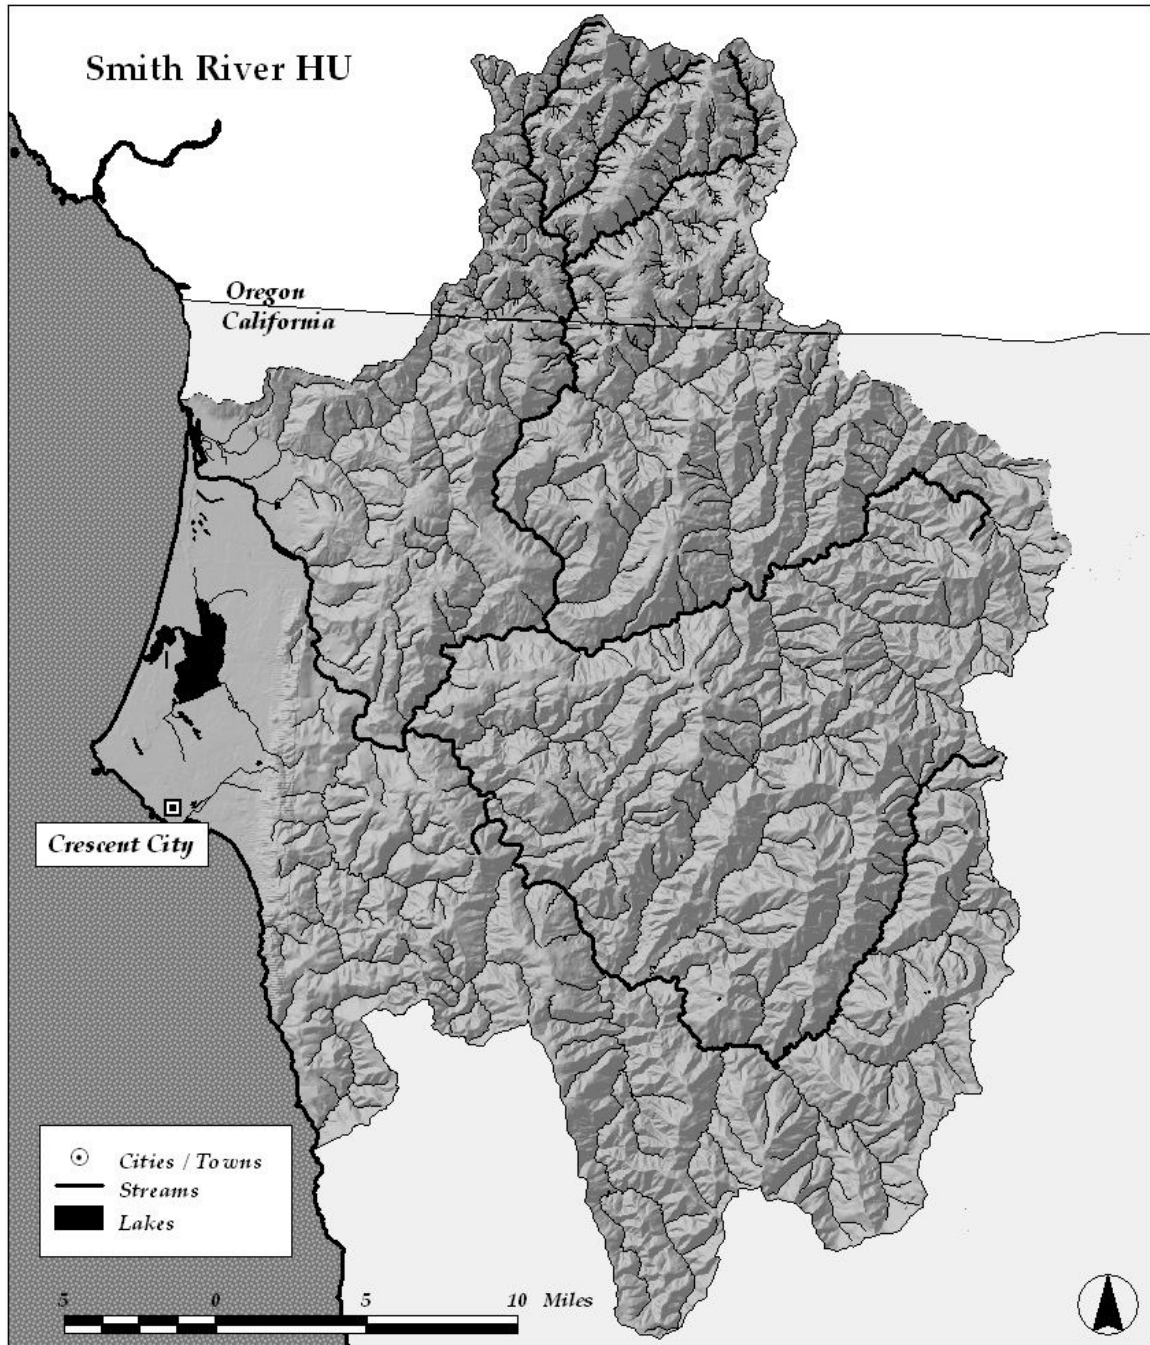 Smith River HU
Oregon
California
Crescent City
Cities / Towns
Streams
Lakes
5 0 5 10 Miles